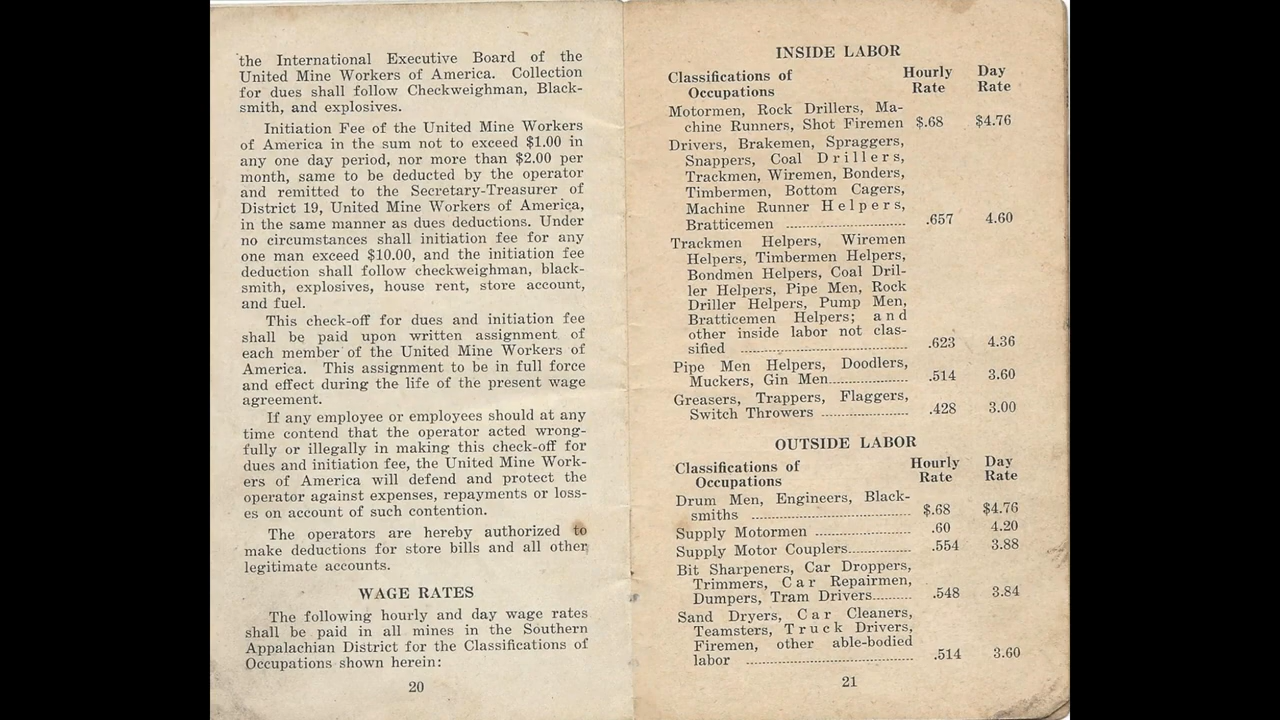 the International Executive Board of the
United Mine Workers of America. Collection
for dues shall follow Checkweighman, Black-
smith, and explosives.
Initiation Fee of the United Mine Workers
of America in the sum not to exceed $1.00 in
any one day period, nor more than $2.00 per
month, same to be deducted by the operator
and remitted to the Secretary-Treasurer of
District 19, United Mine Workers of America,
in the same manner as dues deductions. Under
no circumstances shall initiation fee for any
one man exceed $10.00, and the initiation fee
deduction shall follow checkweighman, black-
smith, explosives, house rent, store account,
and fuel.
This check-off for dues and initiation fee
shall be paid upon written assignment of
each member of the United Mine Workers of
America. This assignment to be in full force
and effect during the life of the present wage
agreement.
If any employee or employees should at any
time contend that the operator acted wrong-
fully or illegally in making this check-off for
dues and initiation fee, the United Mine Work-
ers of America will defend and protect the
operator against expenses, repayments or loss-
es on account of such contention.
The operators are hereby authorized to
make deductions for store bills and all other
legitimate accounts.
WAGE RATES
The following hourly and day wage rates
shall be paid in all mines in the Southern
Appalachian District for the Classifications of
Occupations shown herein:
20
INSIDE LABOR
Classifications of Hourly Day
Occupations Rate Rate
Motormen, Rock Drillers, Ma-
chine Runners, Shot Firemen $.68 $4.76
Drivers, Brakemen, Spraggers,
Snappers, Coal Drillers,
Trackmen, Wiremen, Bonders,
Timbermen, Bottom Cagers,
Machine Runner Helpers,
Bratticemen .657 4.60
Trackmen Helpers, Wiremen
Helpers, Timbermen Helpers,
Bondmen Helpers, Coal Dril-
ler Helpers, Pipe Men, Rock
Driller Helpers, Pump Men,
Bratticemen Helpers; and
other inside labor not clas-
sified .623 4.36
Pipe Men Helpers, Doodlers,
Muckers, Gin Men .514 3.60
Greasers, Trappers, Flaggers,
Switch Throwers .428 3.00
OUTSIDE LABOR
Classifications of Hourly Day
Occupations Rate Rate
Drum Men, Engineers, Black-
smiths $.68 $4.76
Supply Motormen .60 4.20
Supply Motor Couplers .554 3.88
Bit Sharpeners, Car Droppers,
Trimmers, Car Repairmen,
Dumpers, Tram Drivers .548 3.84
Sand Dryers, Car Cleaners,
Teamsters, Truck Drivers,
Firemen, other able-bodied
labor .514 3.60
21